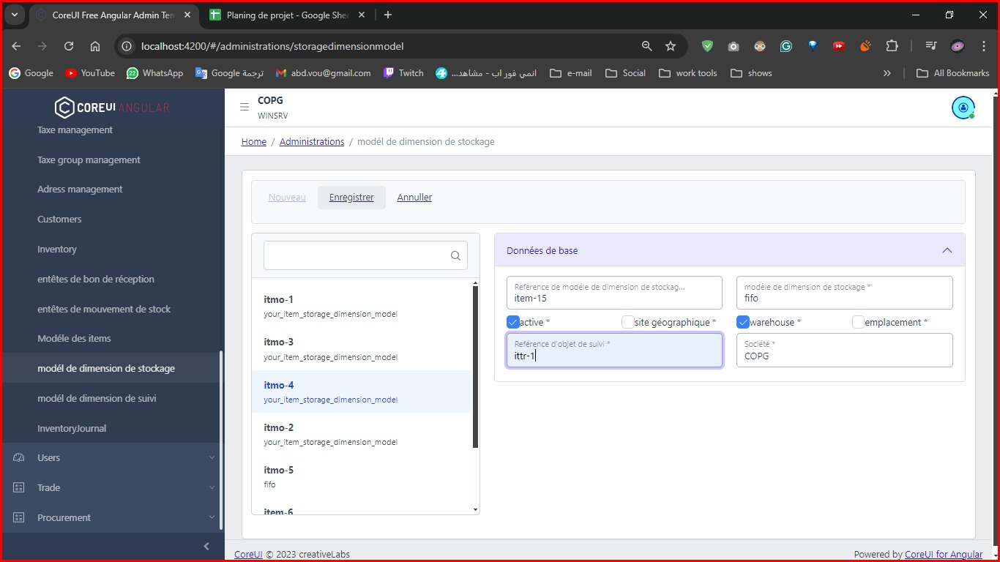 CoreUI Free Angular Admin Tem
Planing de projet - Google Shee
localhost:4200/#/administrations/storagedimensionmodel
Google
YouTube
WhatsApp
Google ترجمة
abd.vou@gmail.com
Twitch
انمي فور اب - مشاهد...
e-mail
Social
work tools
shows
All Bookmarks
COREUI ANGULAR
Taxe management
Taxe group management
Adress management
Customers
Inventory
entêtes de bon de réception
entêtes de mouvement de stock
Modéle des items
modél de dimension de stockage
modél de dimension de suivi
InventoryJournal
Users
Trade
Procurement
COPG
WINSRV
Home / Administrations / modél de dimension de stockage
Nouveau Enregistrer Annuller
itmo-1
your_item_storage_dimension_model
itmo-3
your_item_storage_dimension_model
itmo-4
your_item_storage_dimension_model
itmo-2
your_item_storage_dimension_model
itmo-5
fifo
item-6
Données de base
Reférence de modéle de dimension de stockag...
item-15
modèle de dimension de stockage *
fifo
active *
site géographique *
warehouse *
emplacement *
Reférence d'objet de suivi *
ittr-1
Société *
COPG
CoreUI © 2023 creativeLabs
Powered by CoreUI for Angular